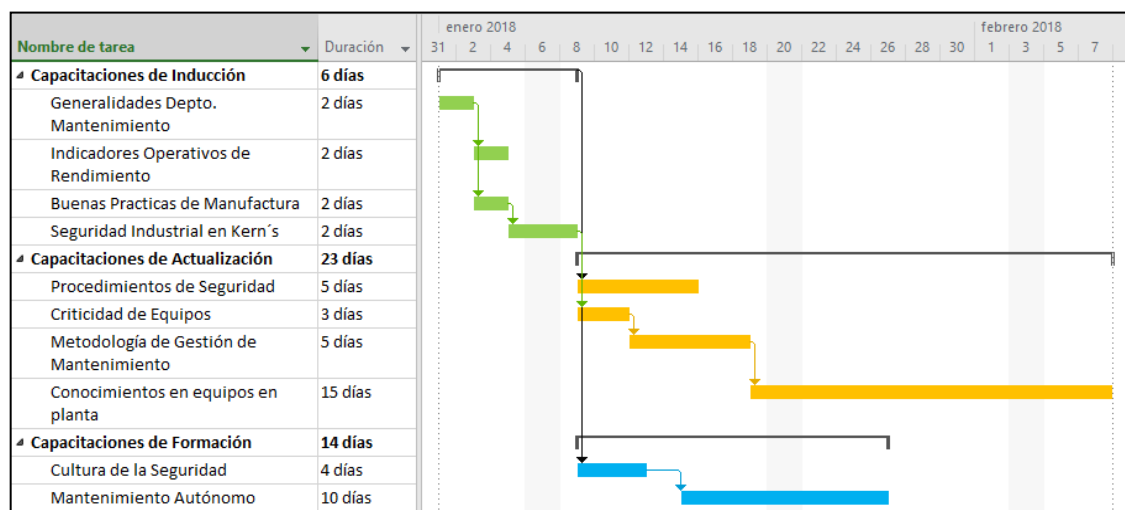 enero 2018 febrero 2018
Nombre de tarea Duración 31 2 4 6 8 10 12 14 16 18 20 22 24 26 28 30 1 3 5 7
Capacitaciones de Inducción 6 días
Generalidades Depto. 2 días
Mantenimiento
Indicadores Operativos de 2 días
Rendimiento
Buenas Practicas de Manufactura 2 días
Seguridad Industrial en Kern´s 2 días
Capacitaciones de Actualización 23 días
Procedimientos de Seguridad 5 días
Criticidad de Equipos 3 días
Metodología de Gestión de 5 días
Mantenimiento
Conocimientos en equipos en 15 días
planta
Capacitaciones de Formación 14 días
Cultura de la Seguridad 4 días
Mantenimiento Autónomo 10 días